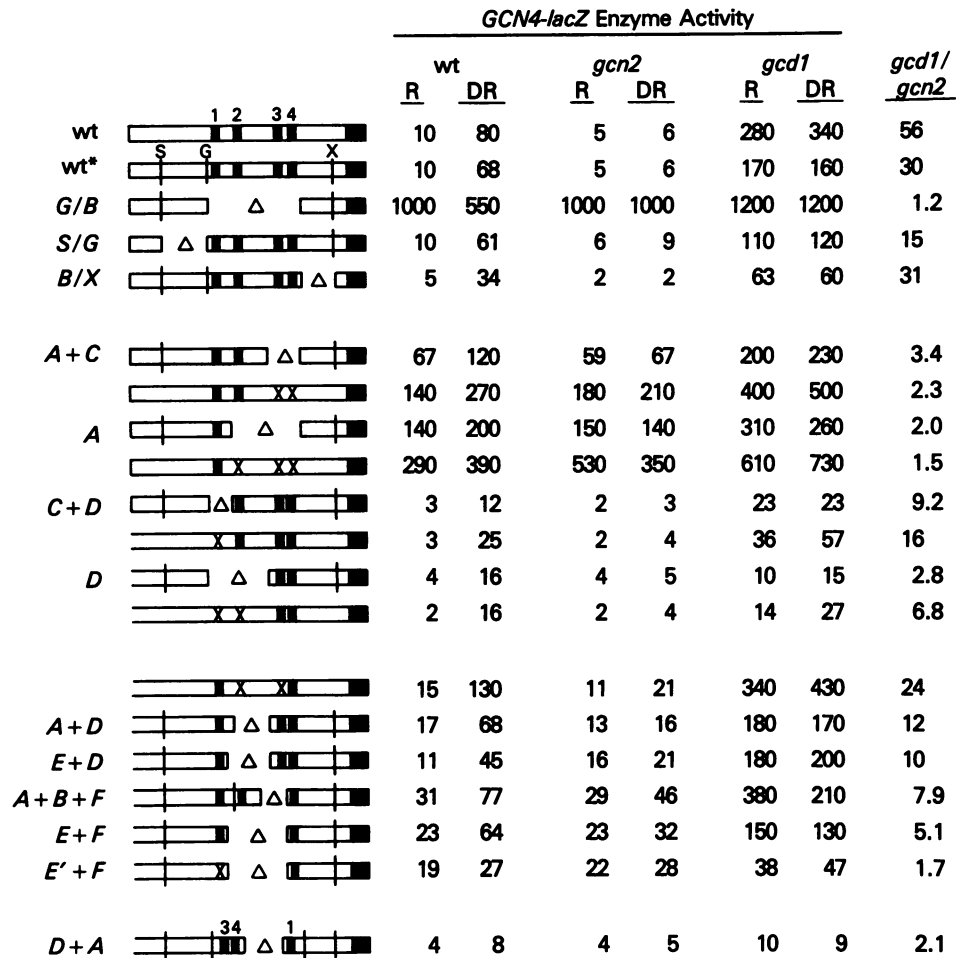 GCN4-lacZ Enzyme Activity
wt gcn2 gcd1 gcd1/
R DR R DR R DR gcn2
1 2 3 4
wt 10 80 5 6 280 340 56
S G X
wt* 10 68 5 6 170 160 30
G/B Δ 1000 550 1000 1000 1200 1200 1.2
S/G Δ 10 61 6 9 110 120 15
B/X Δ 5 34 2 2 63 60 31
A+C Δ 67 120 59 67 200 230 3.4
X X 140 270 180 210 400 500 2.3
A Δ 140 200 150 140 310 260 2.0
X X X 290 390 530 350 610 730 1.5
C+D Δ 3 12 2 3 23 23 9.2
X 3 25 2 4 36 57 16
D Δ 4 16 4 5 10 15 2.8
X X 2 16 2 4 14 27 6.8
X X 15 130 11 21 340 430 24
A+D Δ 17 68 13 16 180 170 12
E+D Δ 11 45 16 21 180 200 10
A+B+F Δ 31 77 29 46 380 210 7.9
E+F Δ 23 64 23 32 150 130 5.1
E'+F X Δ 19 27 22 28 38 47 1.7
3 4 1
D+A Δ 4 8 4 5 10 9 2.1